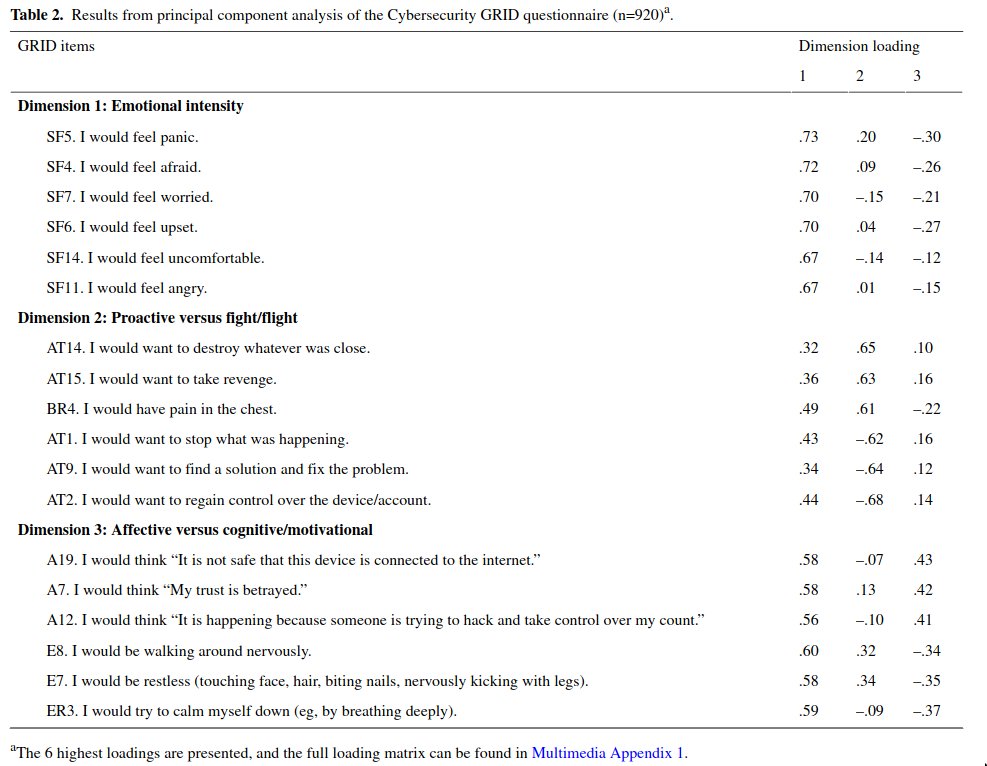 Table 2. Results from principal component analysis of the Cybersecurity GRID questionnaire (n=920)a.
GRID items Dimension loading
1 2 3
Dimension 1: Emotional intensity
SF5. I would feel panic. .73 .20 –.30
SF4. I would feel afraid. .72 .09 –.26
SF7. I would feel worried. .70 –.15 –.21
SF6. I would feel upset. .70 .04 –.27
SF14. I would feel uncomfortable. .67 –.14 –.12
SF11. I would feel angry. .67 .01 –.15
Dimension 2: Proactive versus fight/flight
AT14. I would want to destroy whatever was close. .32 .65 .10
AT15. I would want to take revenge. .36 .63 .16
BR4. I would have pain in the chest. .49 .61 –.22
AT1. I would want to stop what was happening. .43 –.62 .16
AT9. I would want to find a solution and fix the problem. .34 –.64 .12
AT2. I would want to regain control over the device/account. .44 –.68 .14
Dimension 3: Affective versus cognitive/motivational
A19. I would think “It is not safe that this device is connected to the internet.” .58 –.07 .43
A7. I would think “My trust is betrayed.” .58 .13 .42
A12. I would think “It is happening because someone is trying to hack and take control over my count.” .56 –.10 .41
E8. I would be walking around nervously. .60 .32 –.34
E7. I would be restless (touching face, hair, biting nails, nervously kicking with legs). .58 .34 –.35
ER3. I would try to calm myself down (eg, by breathing deeply). .59 –.09 –.37
aThe 6 highest loadings are presented, and the full loading matrix can be found in Multimedia Appendix 1.